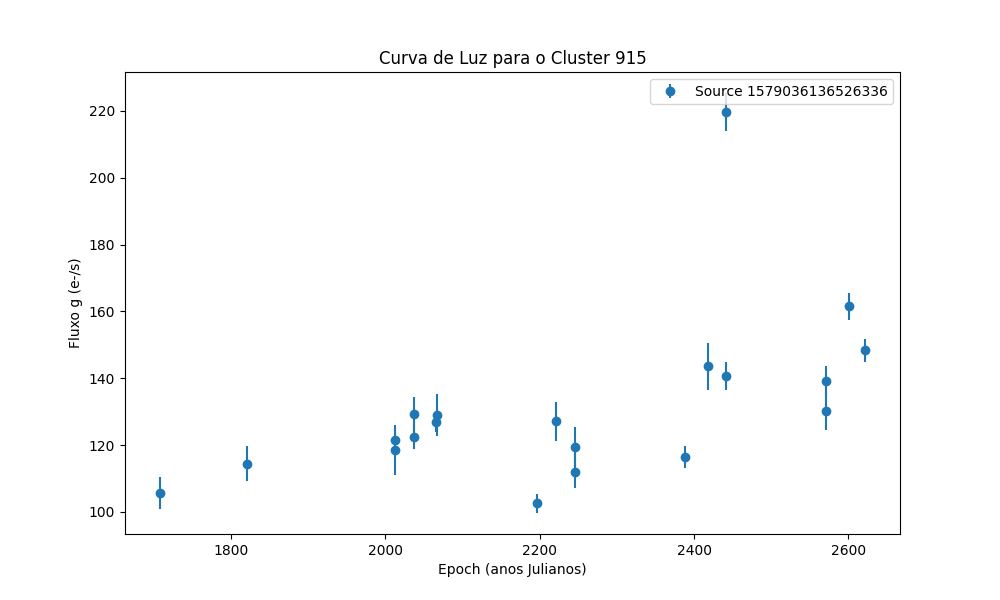 Curva de Luz para o Cluster 915
Source 1579036136526336
220
200
180
160
140
120
100
Fluxo g (e-/s)
1800 2000 2200 2400 2600
Epoch (anos Julianos)